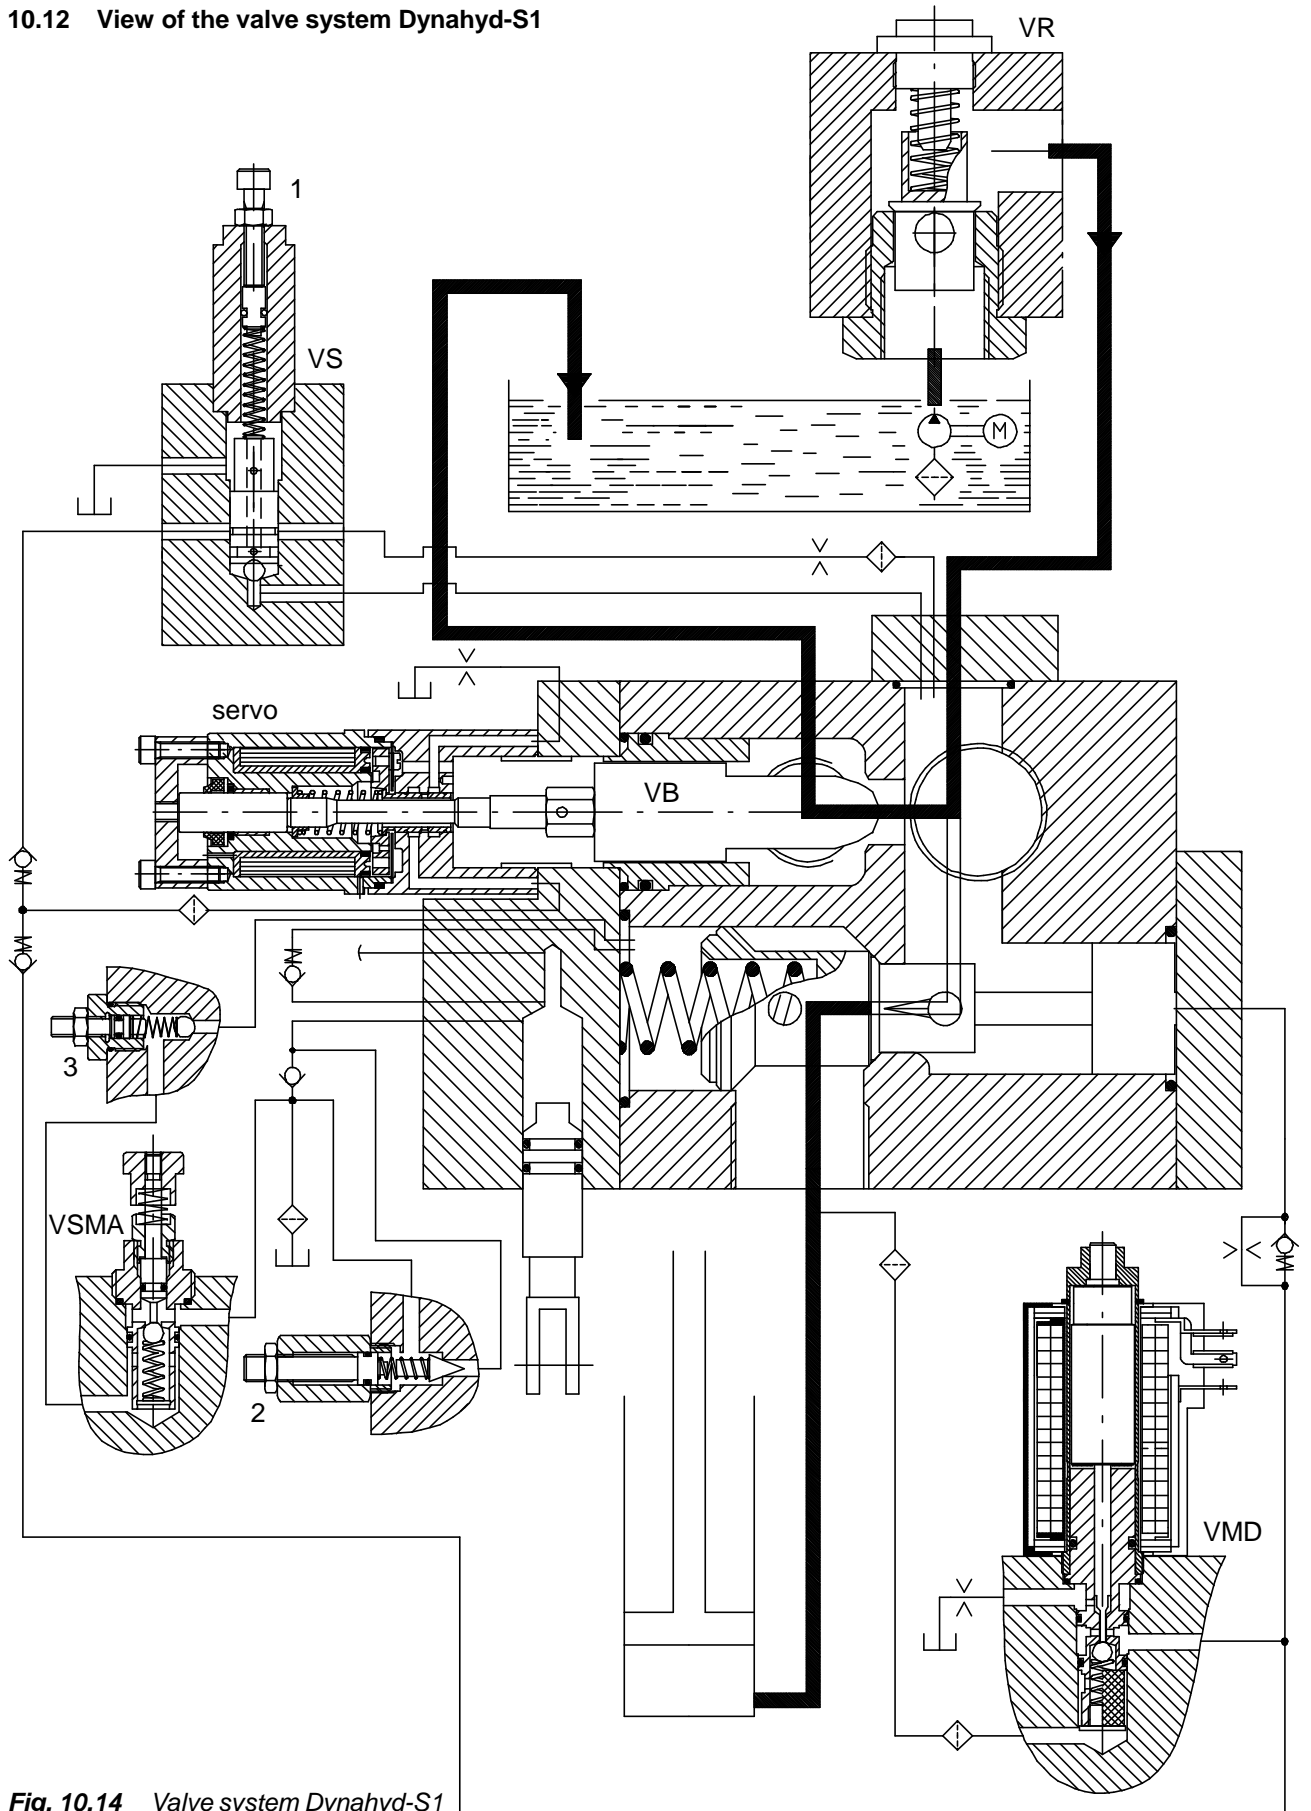 10.12 View of the valve system Dynahyd-S1
VR
1
VS
M
servo
VB
3
VSMA
2
VMD
Fig. 10.14 Valve system Dynahyd-S1